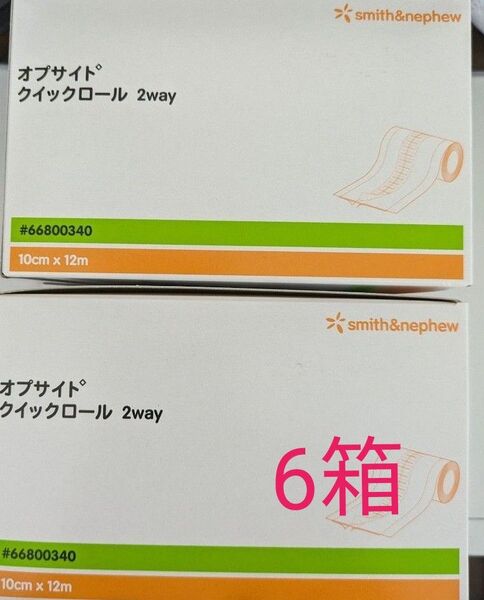 smith&nephew
オプサイト◇
クイックロール 2way
#66800340
10cm x 12m
smith&nephew
オプサイト◇
クイックロール 2way
6箱
#66800340
10cm x 12m